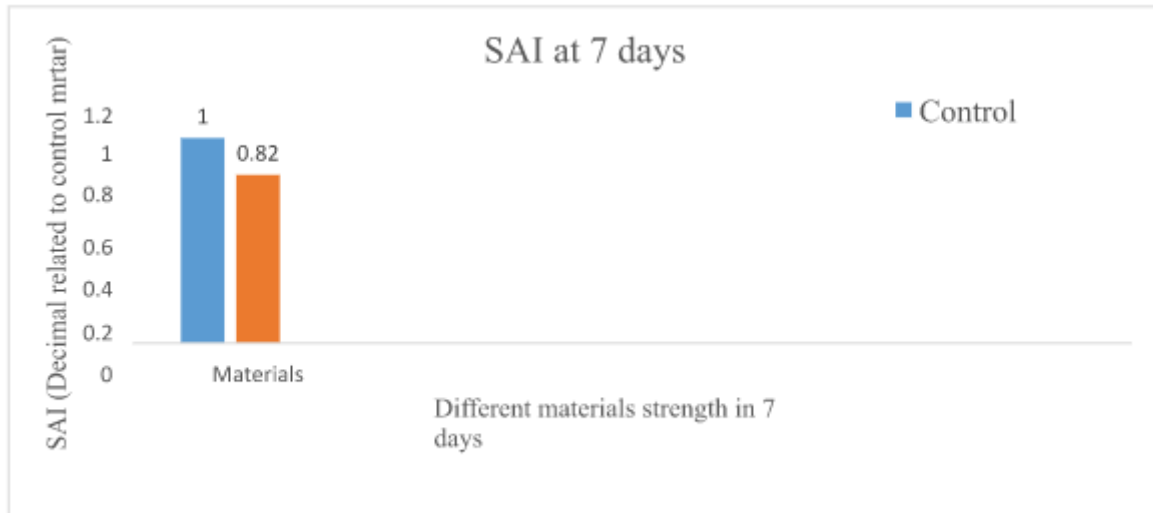 SAI at 7 days
SAI (Decimal related to control mrtar)
1.2
1
0.8
0.6
0.4
0.2
0
1
0.82
Control
Materials
Different materials strength in 7
days